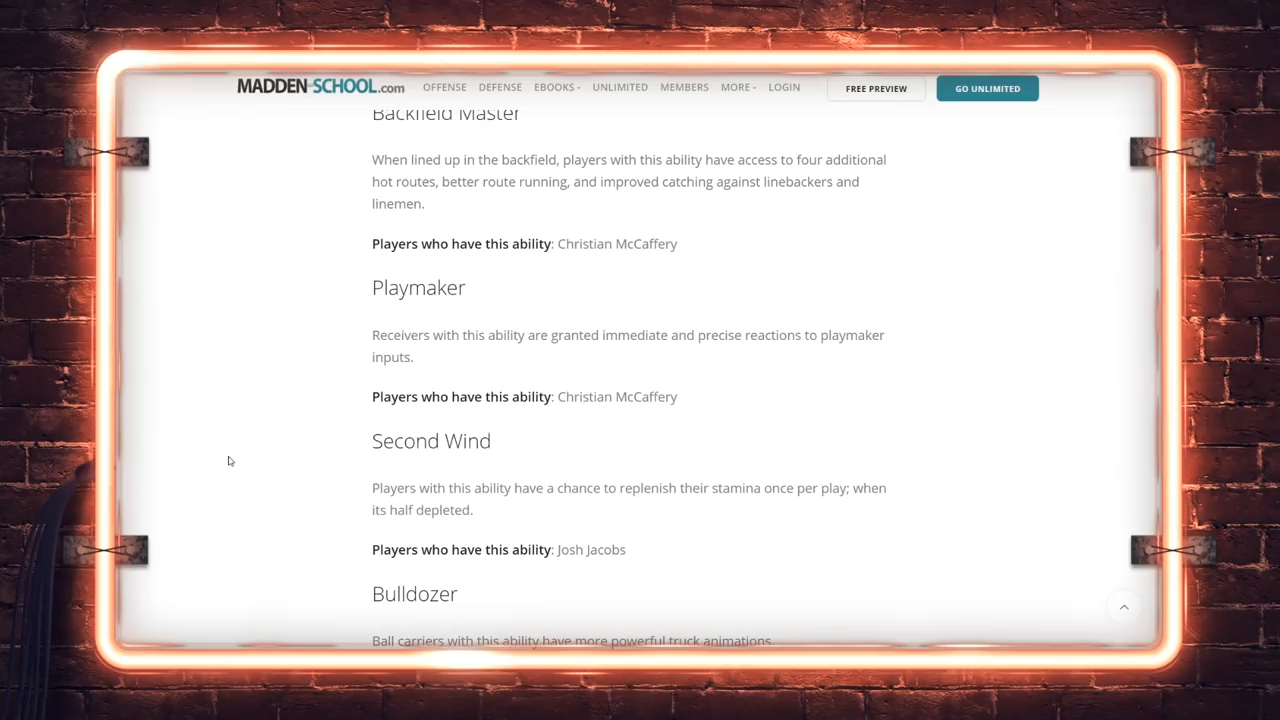 MADDEN-SCHOOL.com OFFENSE DEFENSE EBOOKS UNLIMITED MEMBERS MORE LOGIN FREE PREVIEW GO UNLIMITED
Backfield Master
When lined up in the backfield, players with this ability have access to four additional
hot routes, better route running, and improved catching against linebackers and
linemen.
Players who have this ability: Christian McCaffery
Playmaker
Receivers with this ability are granted immediate and precise reactions to playmaker
inputs.
Players who have this ability: Christian McCaffery
Second Wind
Players with this ability have a chance to replenish their stamina once per play; when
its half depleted.
Players who have this ability: Josh Jacobs
Bulldozer
Ball carriers with this ability have more powerful truck animations.